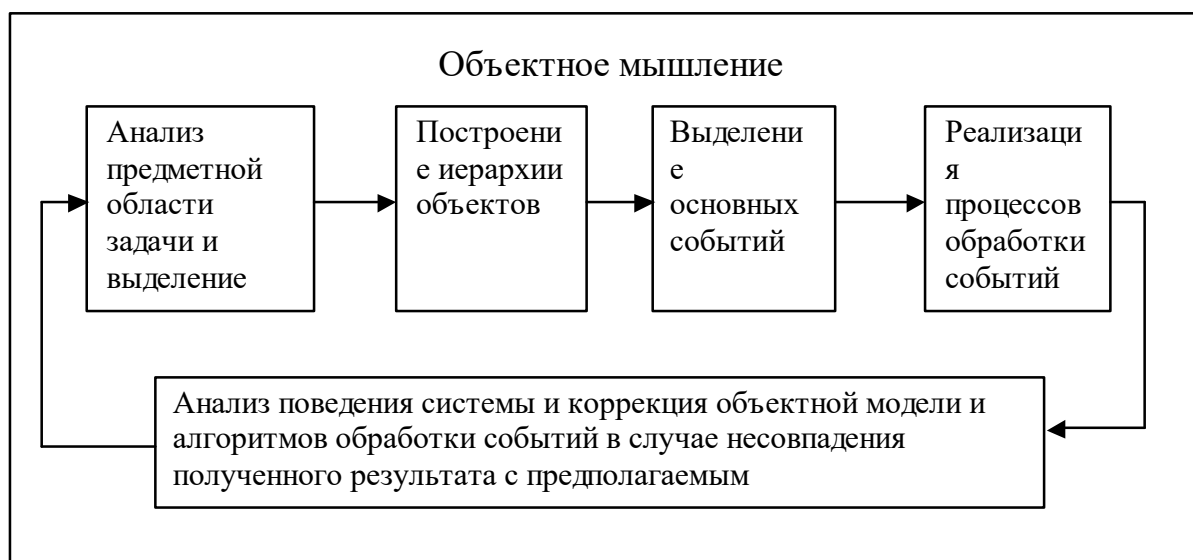 Объектное мышление
Анализ
предметной
области
задачи и
выделение
Построени
е иерархии
объектов
Выделени
е
основных
событий
Реализаци
я
процессов
обработки
событий
Анализ поведения системы и коррекция объектной модели и
алгоритмов обработки событий в случае несовпадения
полученного результата с предполагаемым